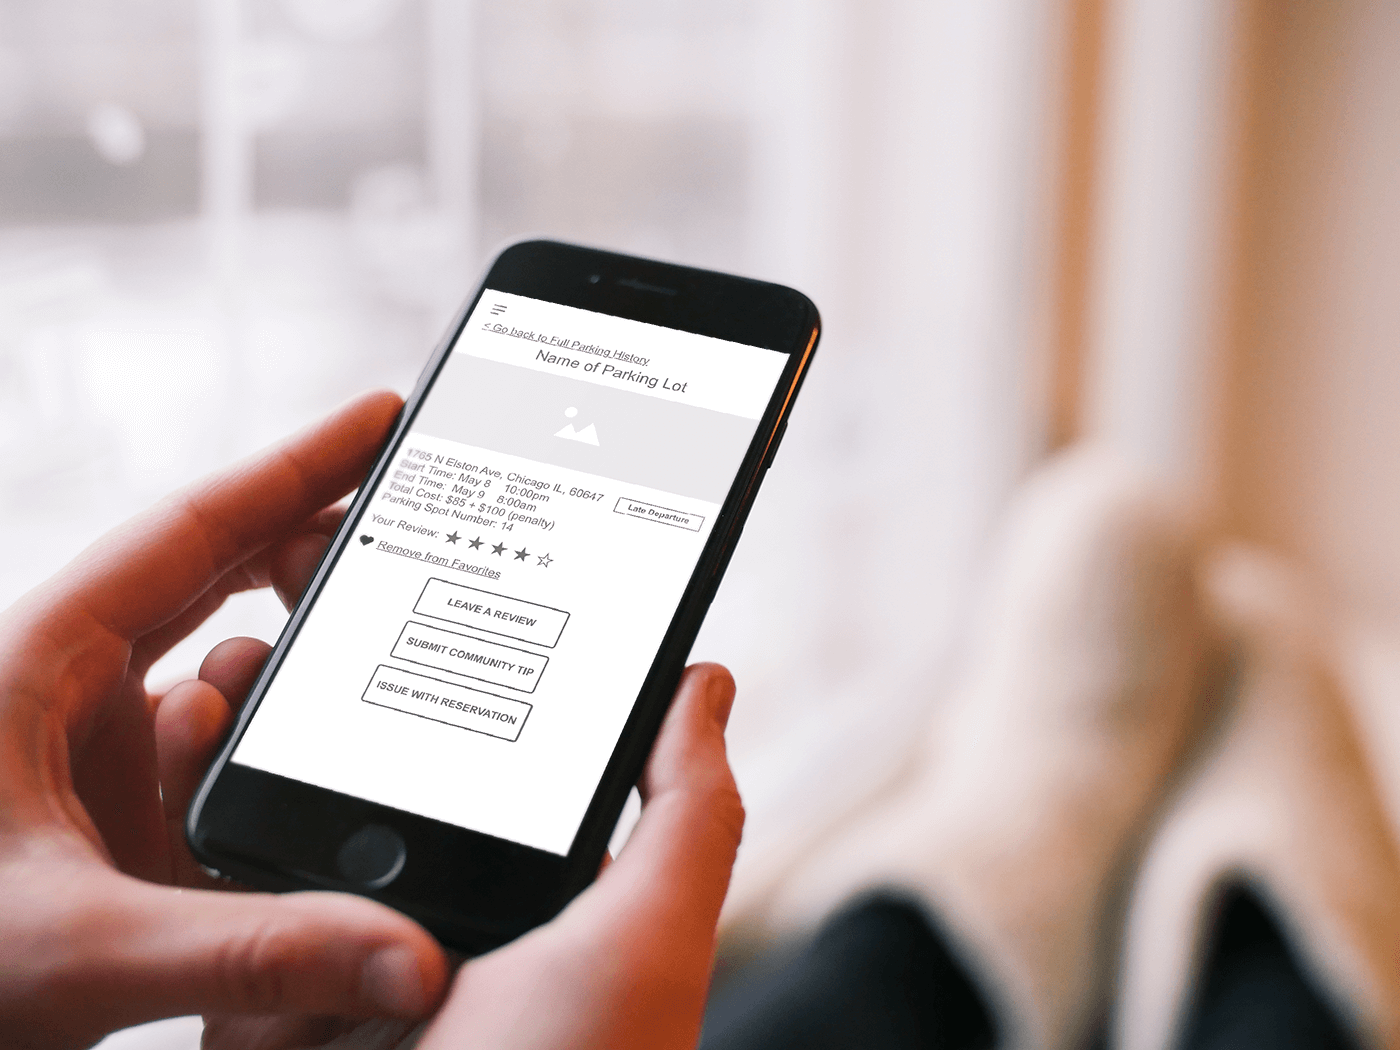 < Go back to Full Parking History
Name of Parking Lot
1765 N Elston Ave, Chicago IL, 60647
Start Time: May 8 10:00pm
End Time: May 9 8:00am
Total Cost: $85 + $100 (penalty)
Parking Spot Number: 14
Late Departure
Your Review:
Remove from Favorites
LEAVE A REVIEW
SUBMIT COMMUNITY TIP
ISSUE WITH RESERVATION